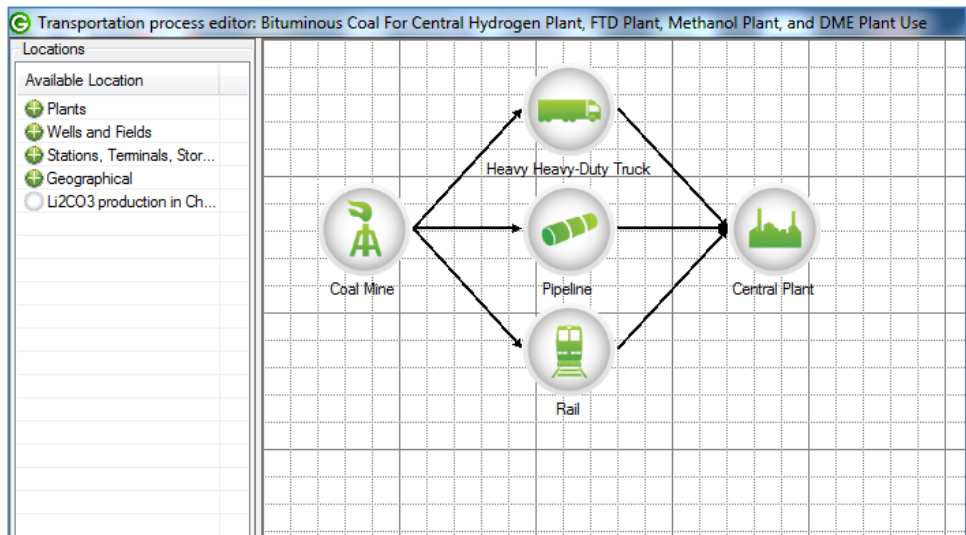 Transportation process editor: Bituminous Coal For Central Hydrogen Plant, FTD Plant, Methanol Plant, and DME Plant Use
Locations
Available Location
Plants
Wells and Fields
Stations, Terminals, Stor...
Geographical
Li2CO3 production in Ch...
Heavy Heavy-Duty Truck
Coal Mine
Pipeline
Central Plant
Rail